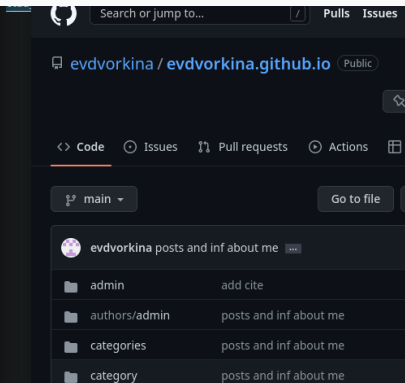 Search or jump to... / Pulls Issues
evdvorkina / evdvorkina.github.io Public
Code Issues Pull requests Actions
main Go to file
evdvorkina posts and inf about me ...
admin add cite
authors/admin posts and inf about me
categories posts and inf about me
category posts and inf about me